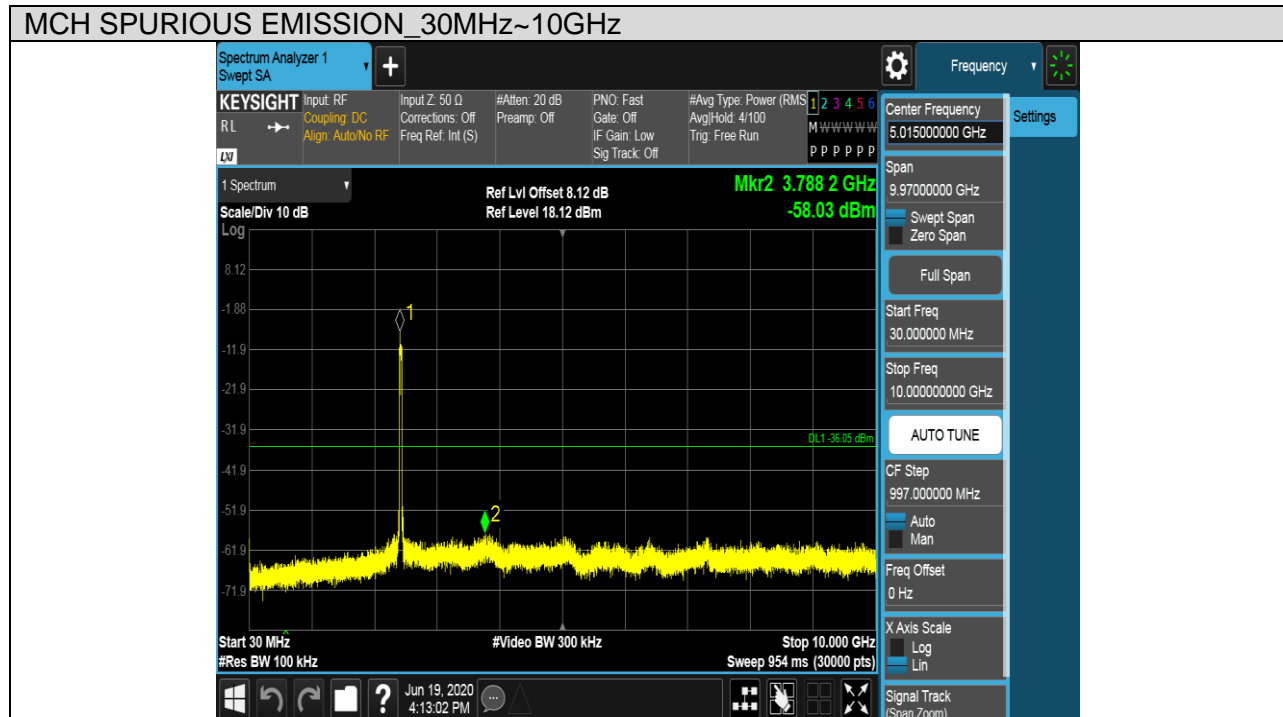 MCH SPURIOUS EMISSION_30MHz~10GHz
Spectrum Analyzer 1
Swept SA
+
Frequency
KEYSIGHT
RL
LXI
Input: RF
Coupling: DC
Align: Auto/No RF
Input Z: 50 Ω
Corrections: Off
Freq Ref: Int (S)
#Atten: 20 dB
Preamp: Off
PNO: Fast
Gate: Off
IF Gain: Low
Sig Track: Off
#Avg Type: Power (RMS
Avg|Hold: 4/100
Trig: Free Run
1 2 3 4 5 6
M W W W W W
P P P P P P
1 Spectrum
Scale/Div 10 dB
Log
Ref Lvl Offset 8.12 dB
Ref Level 18.12 dBm
Mkr2 3.788 2 GHz
-58.03 dBm
8.12
-1.88
-11.9
-21.9
-31.9
-41.9
-51.9
-61.9
-71.9
1
2
DL1 -36.05 dBm
Start 30 MHz
#Res BW 100 kHz
#Video BW 300 kHz
Stop 10.000 GHz
Sweep 954 ms (30000 pts)
?
Jun 19, 2020
4:13:02 PM
Settings
Center Frequency
5.015000000 GHz
Span
9.97000000 GHz
Swept Span
Zero Span
Full Span
Start Freq
30.000000 MHz
Stop Freq
10.000000000 GHz
AUTO TUNE
CF Step
997.000000 MHz
Auto
Man
Freq Offset
0 Hz
X Axis Scale
Log
Lin
Signal Track
(Span Zoom)